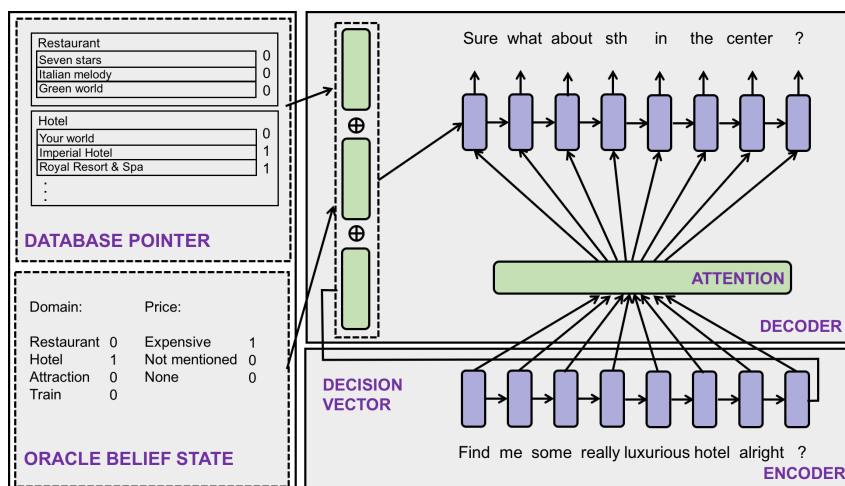 Restaurant
Seven stars 0
Italian melody 0
Green world 0
Hotel
Your world 0
Imperial Hotel 1
Royal Resort & Spa 1
:
DATABASE POINTER
Domain: Price:
Restaurant 0 Expensive 1
Hotel 1 Not mentioned 0
Attraction 0 None 0
Train 0
ORACLE BELIEF STATE
⊕
⊕
DECISION
VECTOR
Sure what about sth in the center ?
ATTENTION
DECODER
Find me some really luxurious hotel alright ?
ENCODER